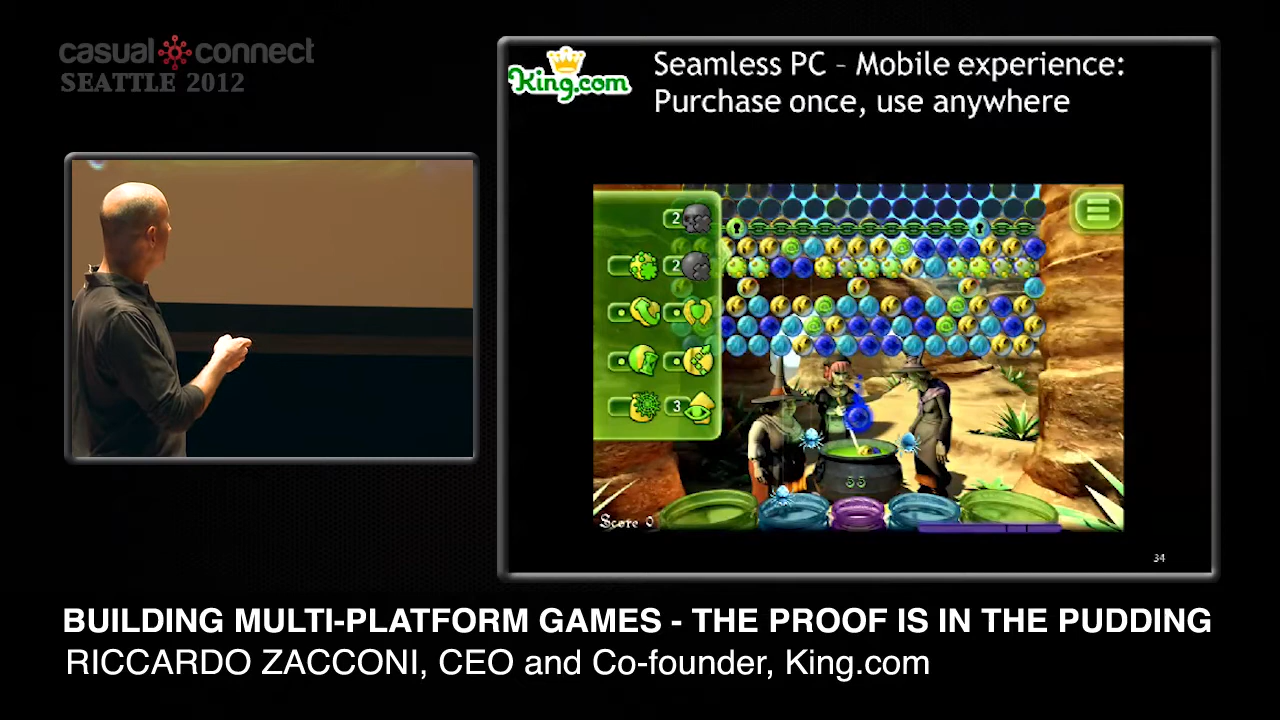 casual connect
SEATTLE 2012
King.com
Seamless PC – Mobile experience:
Purchase once, use anywhere
2
2
3
Score 0
34
BUILDING MULTI-PLATFORM GAMES - THE PROOF IS IN THE PUDDING
RICCARDO ZACCONI, CEO and Co-founder, King.com